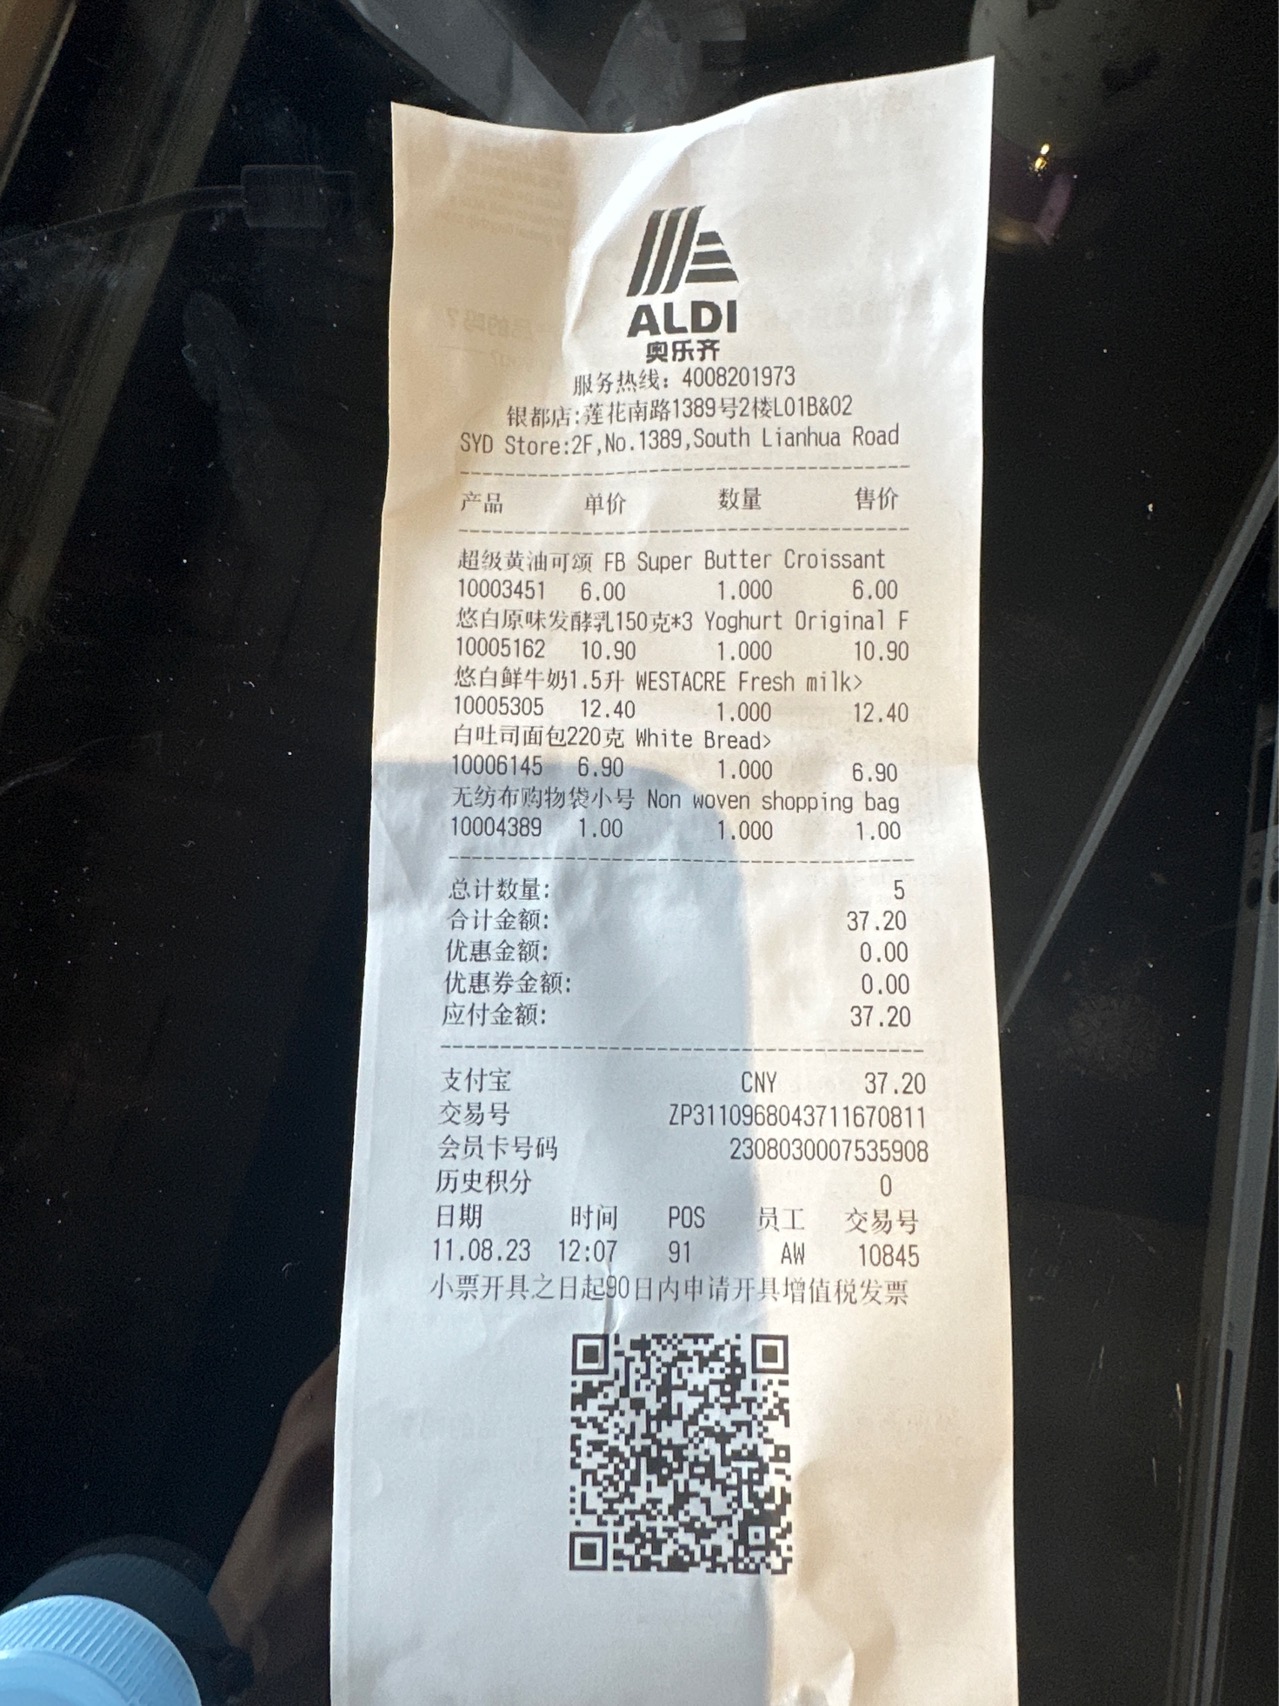 ALDI
奥乐齐
服务热线: 4008201973
银都店:莲花南路1389号2楼L01B&02
SYD Store:2F,No.1389,South Lianhua Road
产品 单价 数量 售价
超级黄油可颂 FB Super Butter Croissant
10003451 6.00 1.000 6.00
悠白原味发酵乳150克*3 Yoghurt Original F
10005162 10.90 1.000 10.90
悠白鲜牛奶1.5升 WESTACRE Fresh milk>
10005305 12.40 1.000 12.40
白吐司面包220克 White Bread>
10006145 6.90 1.000 6.90
无纺布购物袋小号 Non woven shopping bag
10004389 1.00 1.000 1.00
总计数量: 5
合计金额: 37.20
优惠金额: 0.00
优惠券金额: 0.00
应付金额: 37.20
支付宝 CNY 37.20
交易号 ZP3110968043711670811
会员卡号码 2308030007535908
历史积分 0
日期 时间 POS 员工 交易号
11.08.23 12:07 91 AW 10845
小票开具之日起90日内申请开具增值税发票